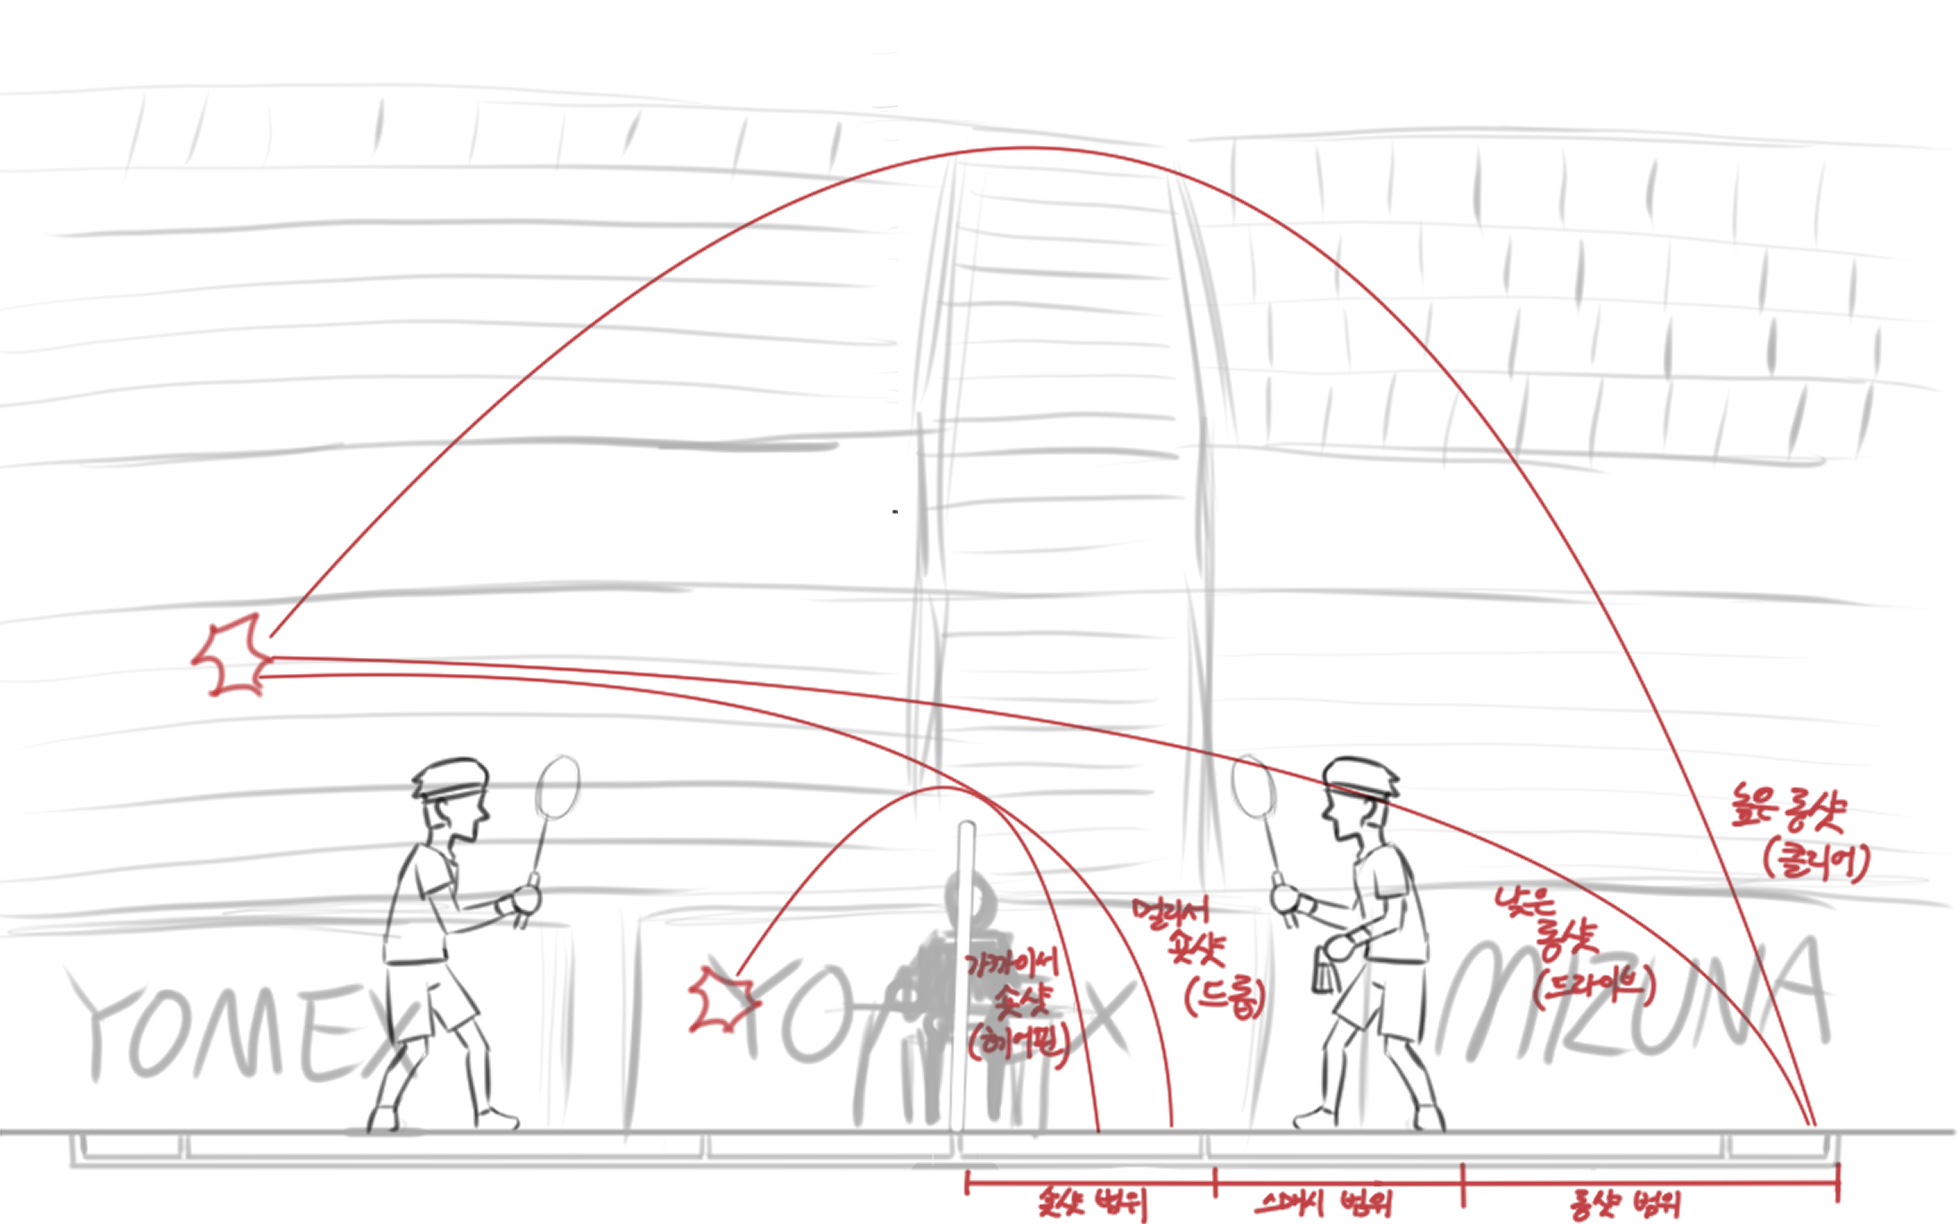 높은 롱샷
(클리어)
낮은
롱샷
(드라이브)
멀리서
숏샷
(드롭)
가까이서
숏샷
(헤어핀)
YOMEX
YO
X
MIZUNA
숏샷 범위
스매시 범위
롱샷 범위